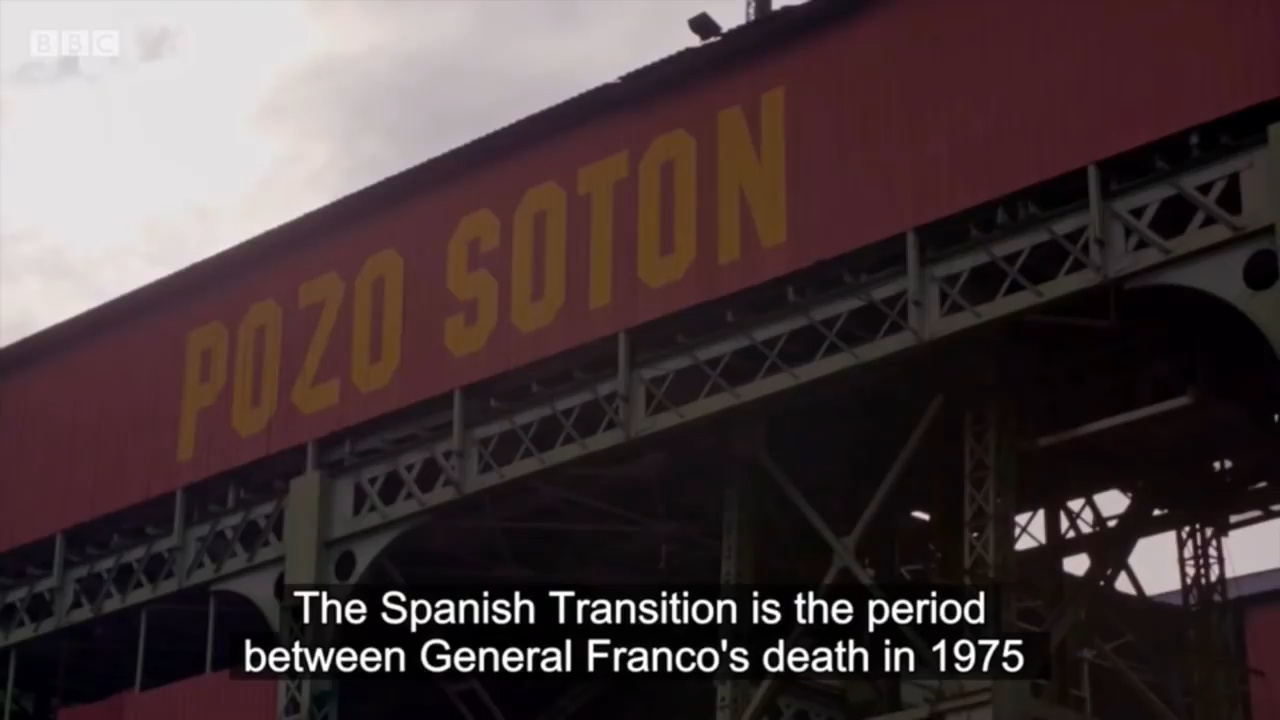 BBC
POZO SOTON
The Spanish Transition is the period
between General Franco's death in 1975